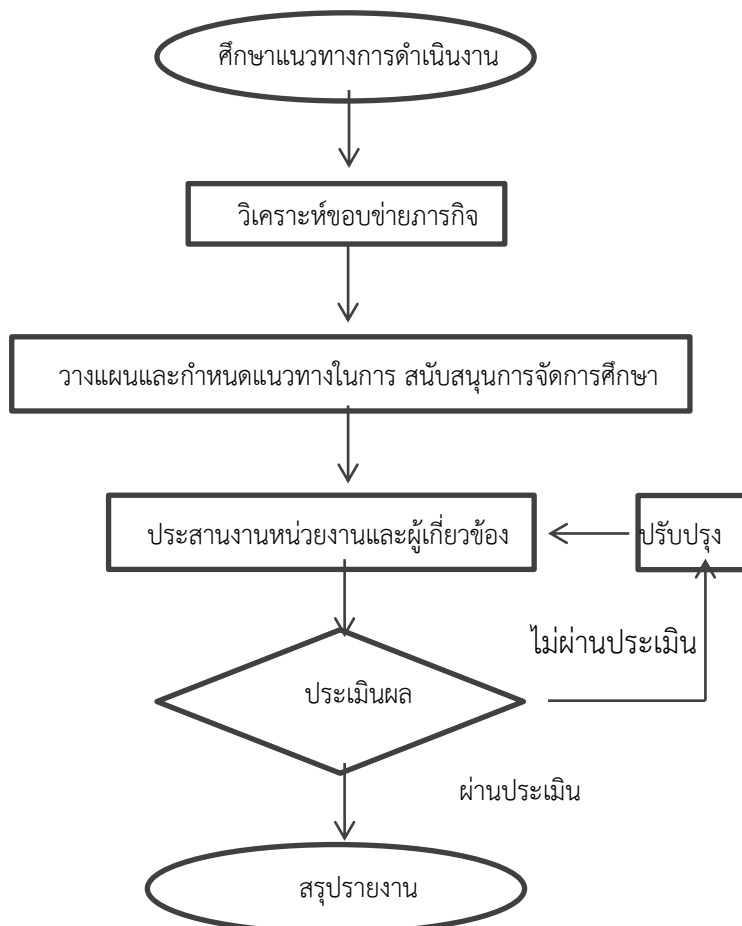 ศึกษาแนวทางการดำเนินงาน
วิเคราะห์ขอบข่ายภารกิจ
วางแผนและกำหนดแนวทางในการ สนับสนุนการจัดการศึกษา
ประสานงานหน่วยงานและผู้เกี่ยวข้อง
ปรับปรุง
ไม่ผ่านประเมิน
ประเมินผล
ผ่านประเมิน
สรุปรายงาน